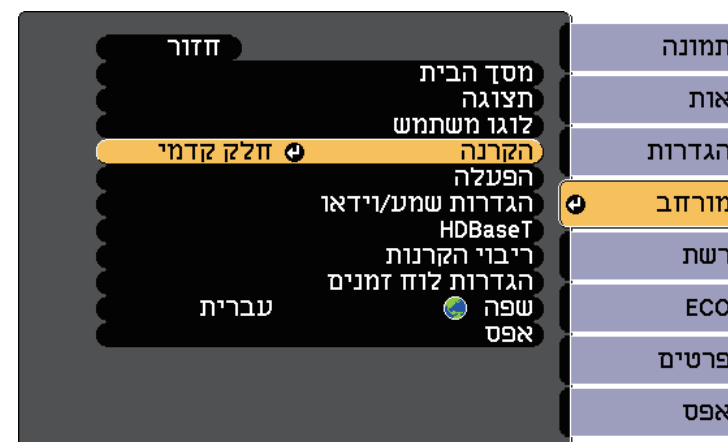 תמונה
אות
הגדרות
מורחב
רשת
ECO
פרטים
אפס
חזור
מסך הבית
תצוגה
לוגו משתמש
הקרנה חלק קדמי
הפעלה
הגדרות שמע/וידאו
HDBaseT
ריבוי הקרנות
הגדרות לוח זמנים
שפה עברית
אפס